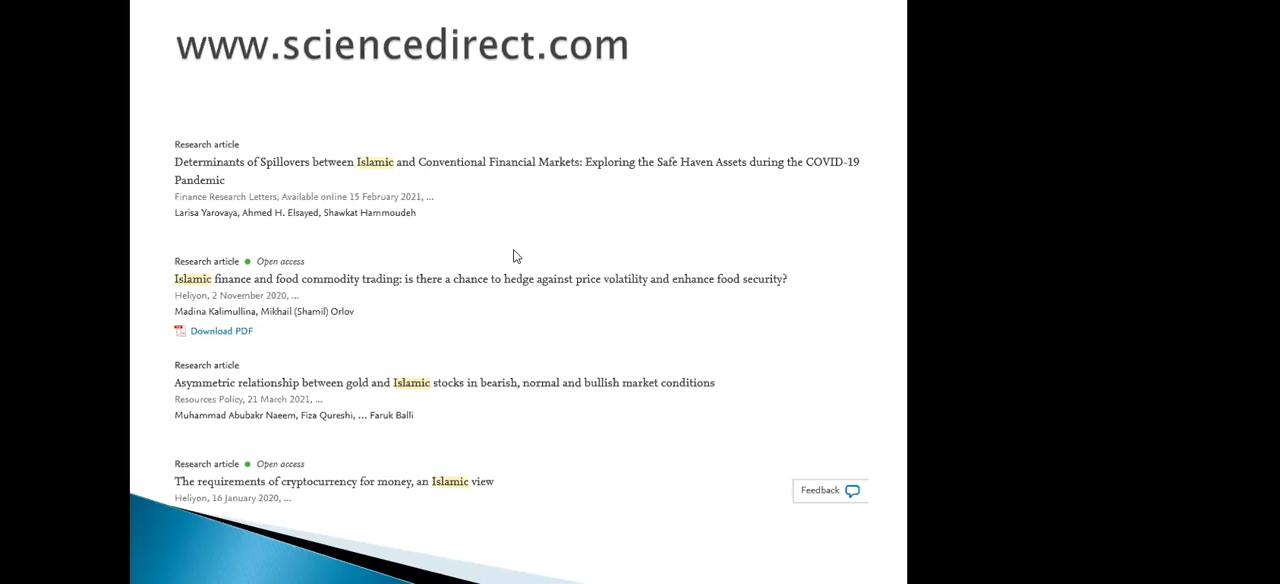 www.sciencedirect.com
Research article
Determinants of Spillovers between Islamic and Conventional Financial Markets: Exploring the Safe Haven Assets during the COVID-19
Pandemic
Finance Research Letters, Available online 15 February 2021, ...
Larisa Yarovaya, Ahmed H. Elsayed, Shawkat Hammoudeh
Research article ● Open access
Islamic finance and food commodity trading: is there a chance to hedge against price volatility and enhance food security?
Heliyon, 2 November 2020, ...
Madina Kalimullina, Mikhail (Shamil) Orlov
Download PDF
Research article
Asymmetric relationship between gold and Islamic stocks in bearish, normal and bullish market conditions
Resources Policy, 21 March 2021, ...
Muhammad Abubakr Naeem, Fiza Qureshi, ... Faruk Balli
Research article ● Open access
The requirements of cryptocurrency for money, an Islamic view
Heliyon, 16 January 2020, ...
Feedback